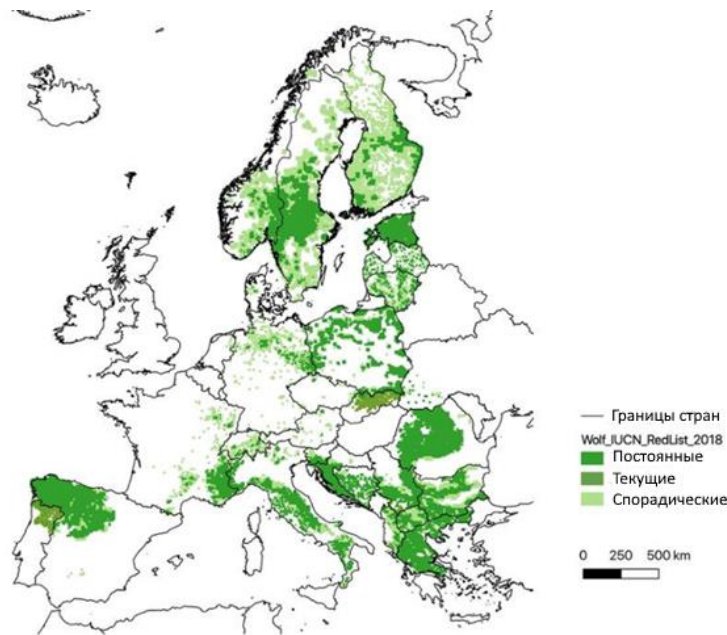 Границы стран
Wolf_IUCN_RedList_2018
Постоянные
Текущие
Спорадические
0 250 500 km